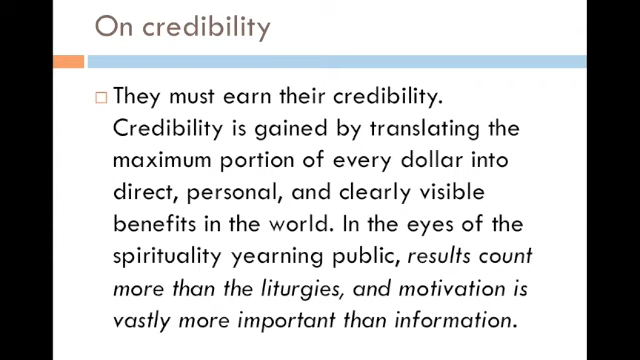 On credibility
They must earn their credibility.
Credibility is gained by translating the
maximum portion of every dollar into
direct, personal, and clearly visible
benefits in the world. In the eyes of the
spirituality yearning public, results count
more than the liturgies, and motivation is
vastly more important than information.